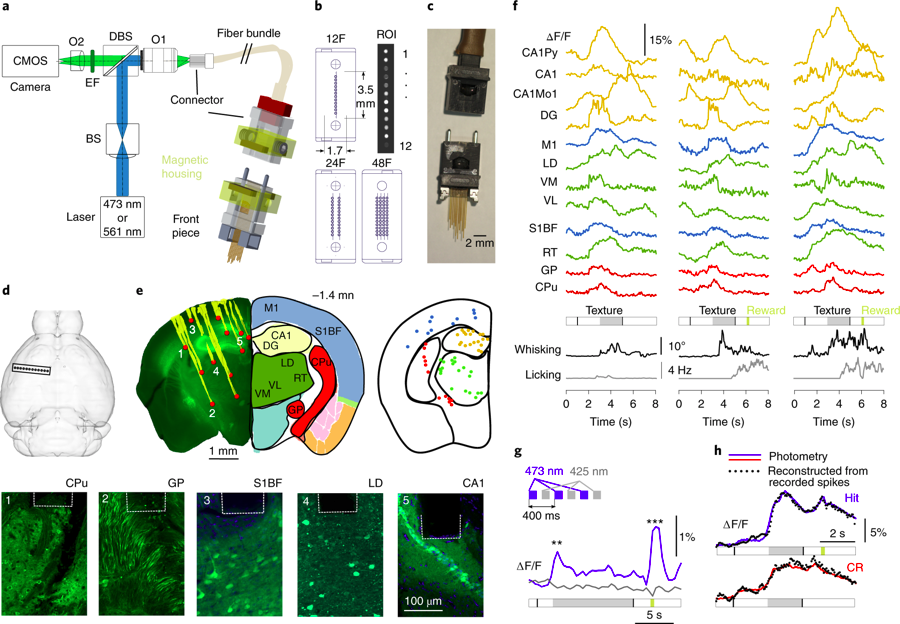 a
CMOS
Camera
O2
EF
DBS
O1
BS
Laser
473 nm
or
561 nm
Connector
Fiber bundle
Magnetic
housing
Front
piece
b
12F
ROI
1
12
3.5
mm
1.7
24F
48F
c
2 mm
d
e
–1.4 mn
M1
S1BF
CA1
DG
CPu
LD
RT
VL
VM
GP
1
2
3
4
5
1 mm
1
CPu
2
GP
3
S1BF
4
LD
5
CA1
100 μm
f
ΔF/F
15%
CA1Py
CA1
CA1Mo1
DG
M1
LD
VM
VL
S1BF
RT
GP
CPu
Texture
Texture
Reward
Texture
Reward
Whisking
10°
Licking
4 Hz
0 2 4 6 8
0 2 4 6 8
0 2 4 6 8
Time (s)
Time (s)
Time (s)
g
473 nm
425 nm
400 ms
**
***
1%
ΔF/F
5 s
h
Photometry
Reconstructed from
recorded spikes
Hit
ΔF/F
2 s
5%
CR